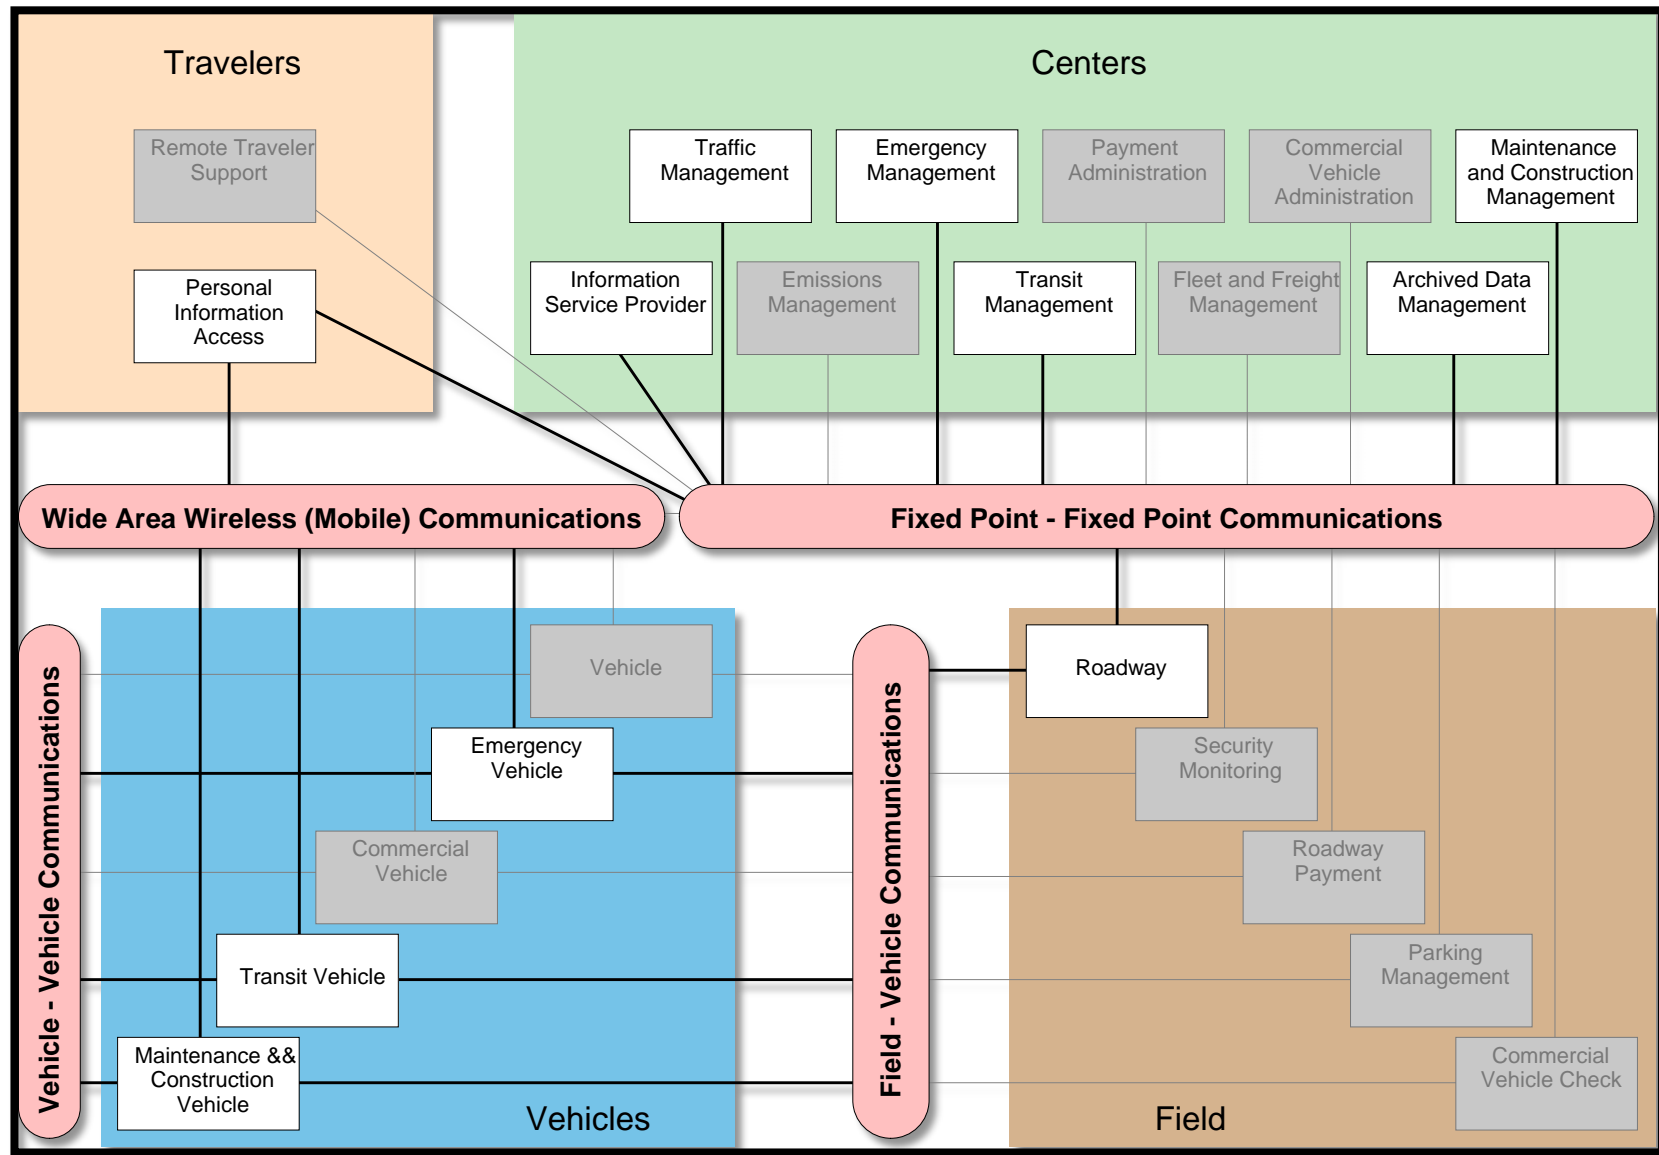 Travelers
Centers
Remote Traveler
Support
Traffic
Management
Emergency
Management
Payment
Administration
Commercial
Vehicle
Administration
Maintenance
and Construction
Management
Personal
Information
Access
Information
Service Provider
Emissions
Management
Transit
Management
Fleet and Freight
Management
Archived Data
Management
Wide Area Wireless (Mobile) Communications
Fixed Point - Fixed Point Communications
Vehicle - Vehicle Communications
Vehicle
Emergency
Vehicle
Commercial
Vehicle
Transit Vehicle
Maintenance &&
Construction
Vehicle
Vehicles
Field - Vehicle Communications
Roadway
Security
Monitoring
Roadway
Payment
Parking
Management
Commercial
Vehicle Check
Field